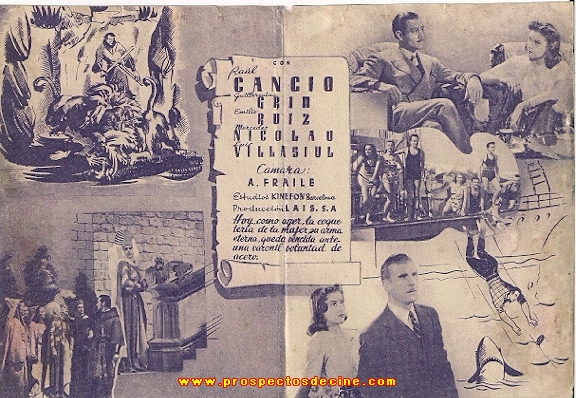 CON
Raúl
CANCIO
Guillermina
GRIN
Emilio
RUIZ
Mercedes
NICOLAU
Luis
VILLASIUL
Camara:
A. FRAILE
Estudios KINEFON Barcelona
Producción LAIS, S.A
Hoy, como ayer, la coque-
tería de la mujer, su arma
eterna, queda vencida ante
una varonil voluntad de
acero.
www.prospectosdecine.com